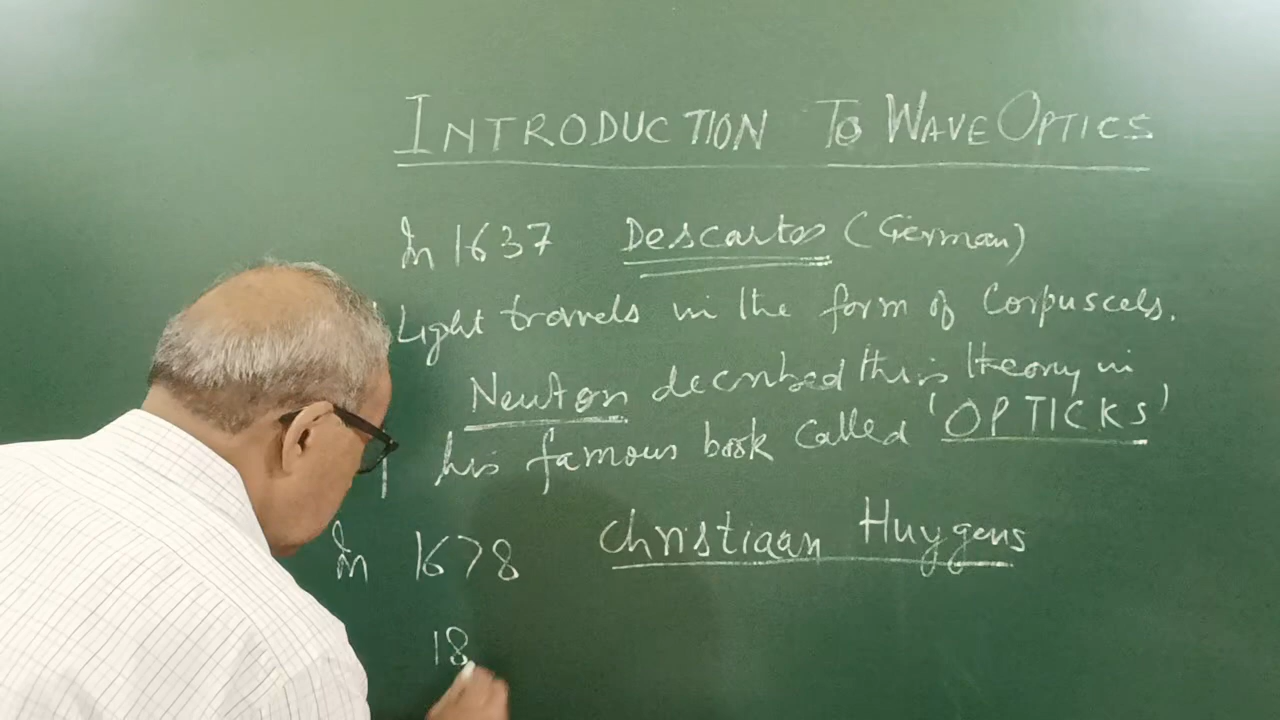 INTRODUCTION To WAVE OPTICS
In 1637 Descartes (German)
Light travels in the form of Corpuscels.
Newton decribed this theory in
his famous book called 'OPTICKS'
In 1678 Christiaan Huygens
18